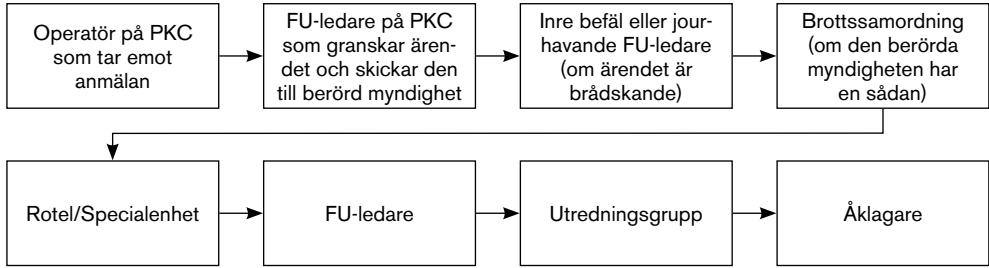 Operatör på PKC
som tar emot
anmälan
FU-ledare på PKC
som granskar ären-
det och skickar den
till berörd myndighet
Inre befäl eller jour-
havande FU-ledare
(om ärendet är
brådskande)
Brottssamordning
(om den berörda
myndigheten har
en sådan)
Rotel/Specialenhet
FU-ledare
Utredningsgrupp
Åklagare